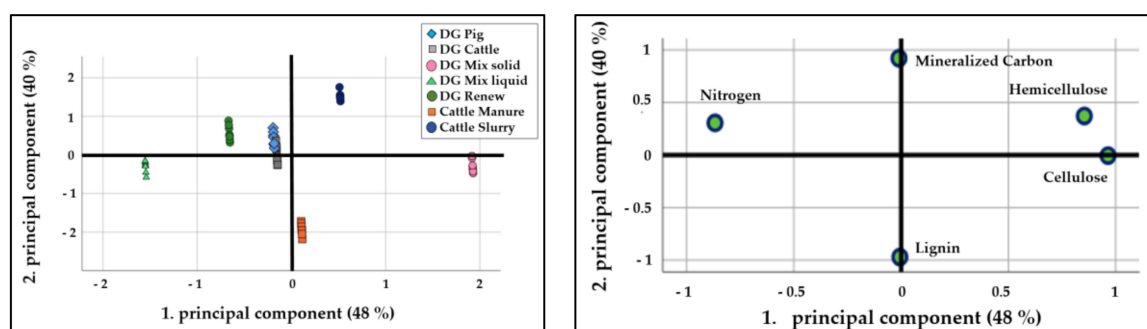 DG Pig
DG Cattle
DG Mix solid
DG Mix liquid
DG Renew
Cattle Manure
Cattle Slurry
2. principal component (40 %)
2
1
0
- 1
- 2
- 2
- 1
0
1
2
1. principal component (48 %)
2. principal component (40 %)
1
0.5
0
- 0.5
- 1
Mineralized Carbon
Hemicellulose
Nitrogen
Cellulose
Lignin
- 1
- 0.5
0
0.5
1
1. principal component (48 %)